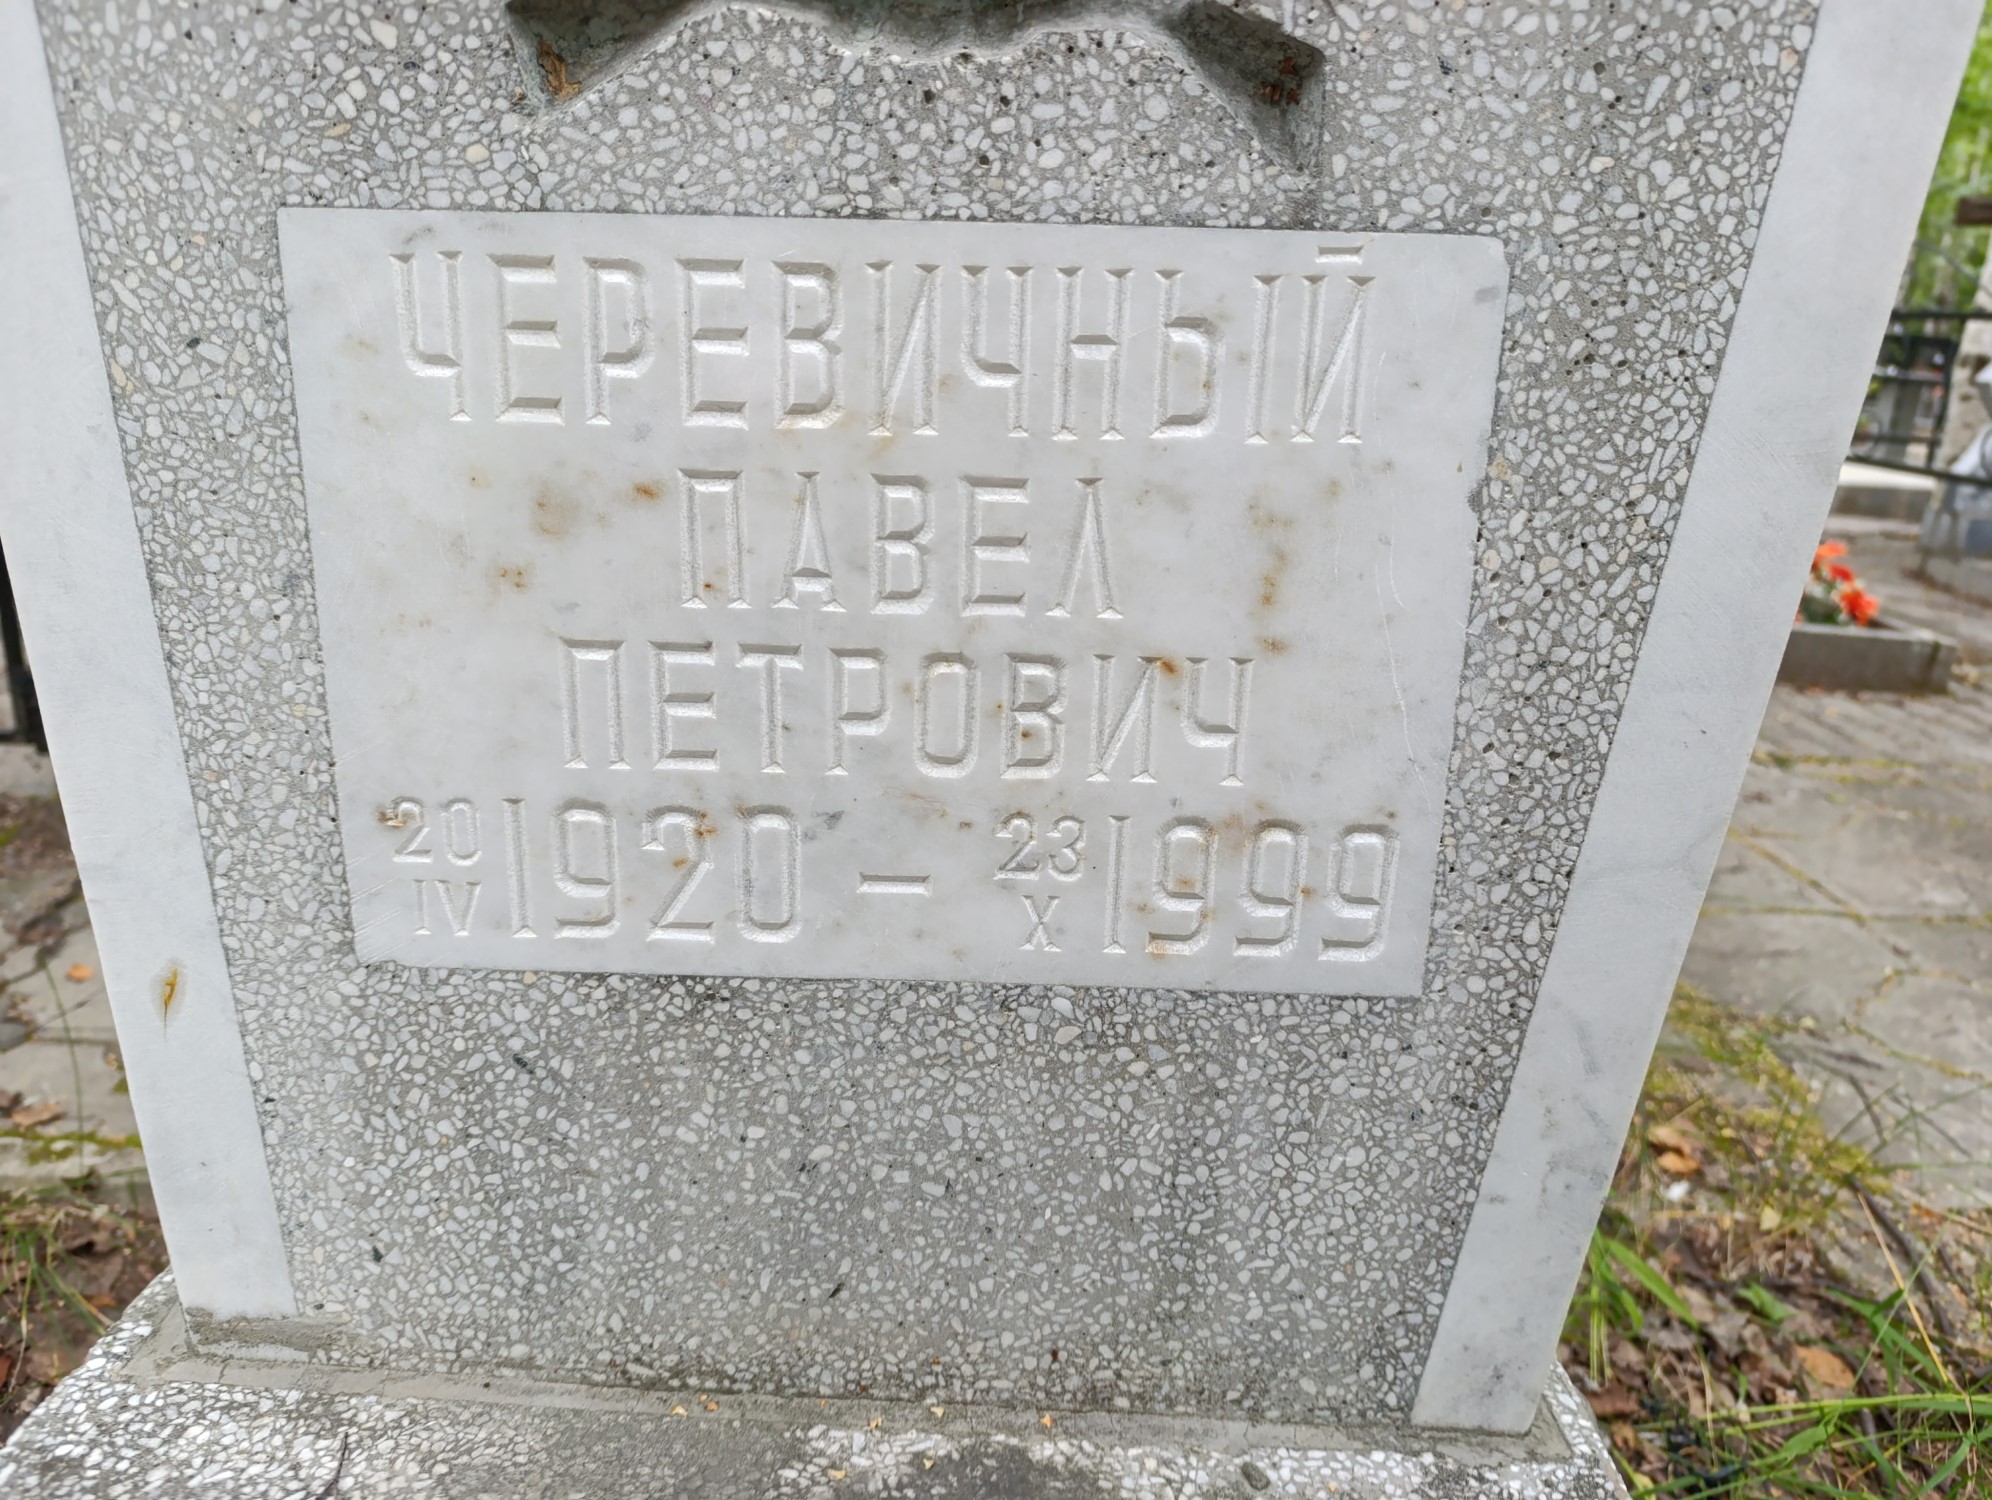 ЧЕРЕВИЧНЫЙ
ПАВЕЛ
ПЕТРОВИЧ
20 IV 1920 – 23 X 1999